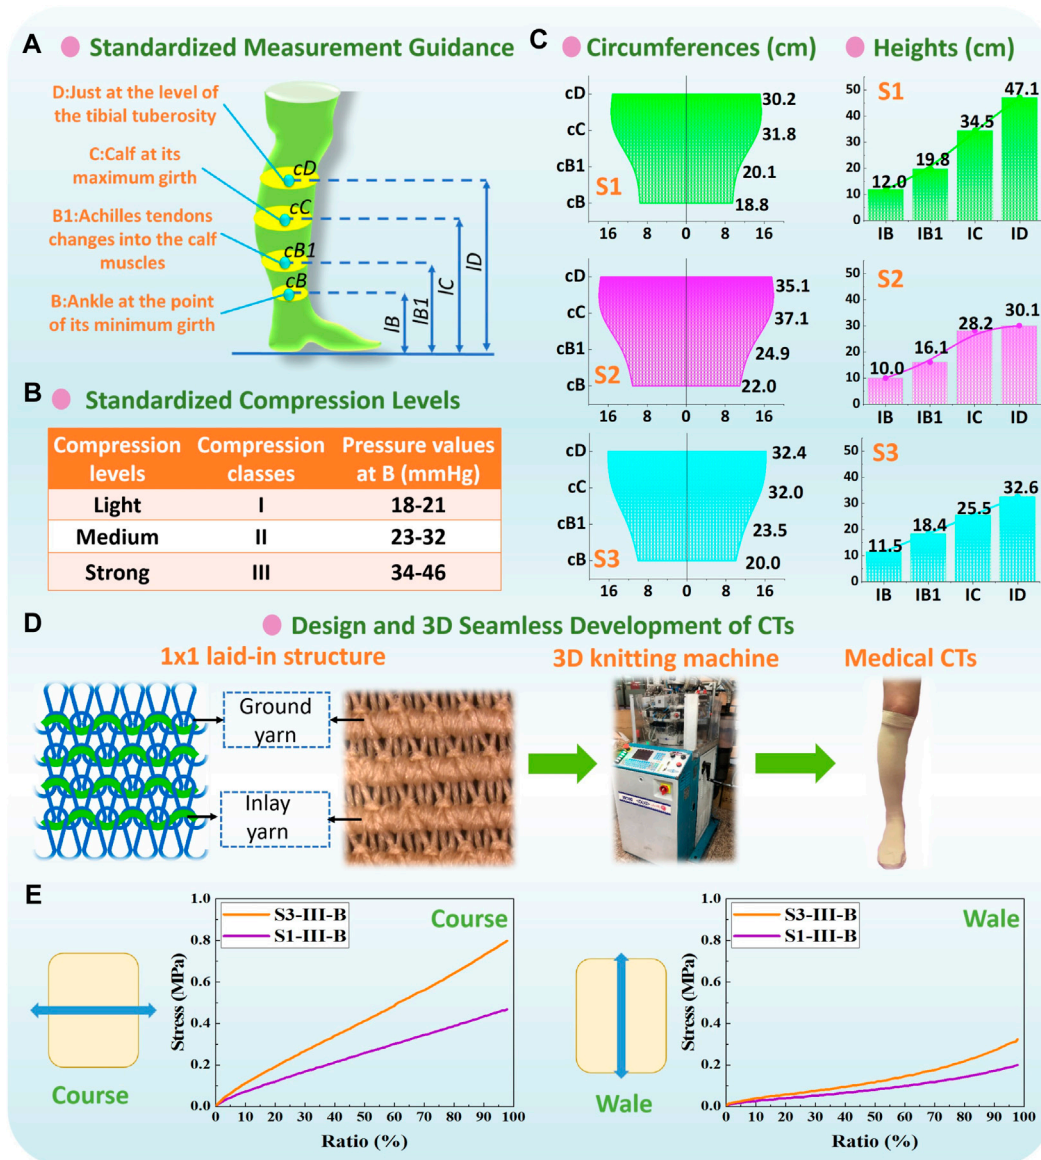 A
Standardized Measurement Guidance
D:Just at the level of
the tibial tuberosity
C:Calf at its
maximum girth
B1:Achilles tendons
changes into the calf
muscles
B:Ankle at the point
of its minimum girth
cD
cC
cB1
cB
lB
lB1
lC
lD
B
Standardized Compression Levels
Compression levels Compression classes Pressure values at B (mmHg)
Light I 18-21
Medium II 23-32
Strong III 34-46
C
Circumferences (cm)
S1
cD 30.2
cC 31.8
cB1 20.1
cB 18.8
16 8 0 8 16
S2
cD 35.1
cC 37.1
cB1 24.9
cB 22.0
16 8 0 8 16
S3
cD 32.4
cC 32.0
cB1 23.5
cB 20.0
16 8 0 8 16
Heights (cm)
S1
50
40
30
20
10
0
12.0 19.8 34.5 47.1
lB lB1 lC lD
S2
50
40
30
20
10
0
10.0 16.1 28.2 30.1
lB lB1 lC lD
S3
50
40
30
20
10
0
11.5 18.4 25.5 32.6
lB lB1 lC lD
D
Design and 3D Seamless Development of CTs
1x1 laid-in structure
3D knitting machine
Medical CTs
Ground
yarn
Inlay
yarn
E
Course
Stress (MPa)
1.0
0.8
0.6
0.4
0.2
0.0
S3-III-B
S1-III-B
Course
0 10 20 30 40 50 60 70 80 90 100
Ratio (%)
Wale
Stress (MPa)
1.0
0.8
0.6
0.4
0.2
0.0
S3-III-B
S1-III-B
Wale
0 10 20 30 40 50 60 70 80 90 100
Ratio (%)